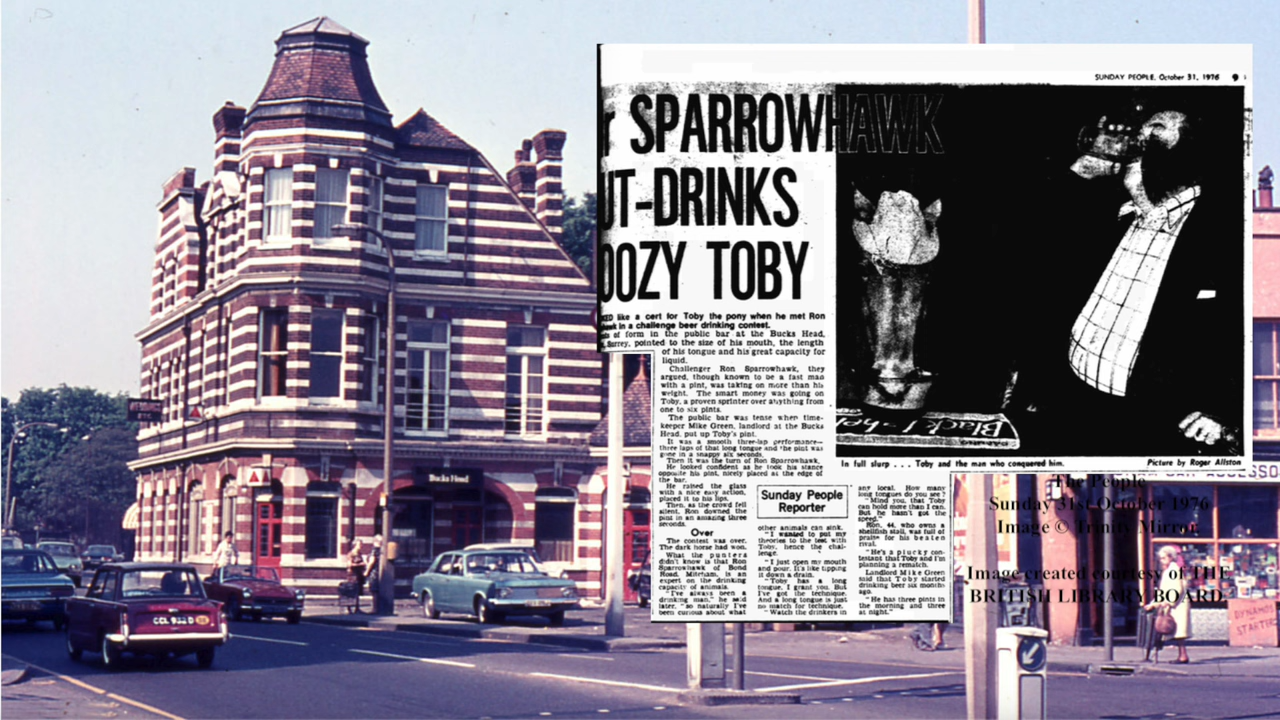 SUNDAY PEOPLE, October 31, 1976 9
r SPARROWHAWK
UT-DRINKS
OOZY TOBY
KED like a cert for Toby the pony when he met Ron
hawk in a challenge beer drinking contest.
of form in the public bar at the Bucks Head,
Surrey, pointed to the size of his mouth, the length
of his tongue and his great capacity for
liquid.
Challenger Ron Sparrowhawk, they
argued, though known to be a fast man
with a pint, was taking on more than his
weight. The smart money was going on
Toby, a proven sprinter over anything from
one to six pints.
The public bar was tense when time-
keeper Mike Green, landlord at the Bucks
Head, put up Toby's pint.
It was a smooth three-lap performance—
three laps of that long tongue and the pint was
gone in a snappy six seconds.
Then it was the turn of Ron Sparrowhawk.
He looked confident as he took his stance
opposite his pint, nicely placed at the edge of
the bar.
He raised the glass
with a nice easy action,
placed it to his lips.
Then, as the crowd fell
silent, Ron downed the
pint in an amazing three
seconds.
Over
The contest was over.
The dark horse had won.
What the punters
didn't know is that Ron
Sparrowhawk of Bond
Road, Mitcham, is an
expert on the drinking
capacity of animals.
"I've always been a
drinking man," he said
later, "so naturally I've
been curious about what
Sunday People
Reporter
other animals can sink.
"I wanted to put my
theories to the test with
Toby, hence the chal-
lenge.
"I just open my mouth
and pour. It's like tipping
it down a drain.
"Toby has a long
tongue, I grant you. But
I've got the technique.
And a long tongue is just
no match for technique.
"Watch the drinkers in
any local. How many
long tongues do you see?
"Mind you, that Toby
can hold more than I can.
But he hasn't got the
speed."
Ron, 44, who owns a
shellfish stall, was full of
praise for his beaten
rival.
"He's a plucky con-
testant that Toby and I'm
planning a rematch.
Landlord Mike Green
said that Toby started
drinking beer six months
ago.
"He has three pints in
the morning and three
at night."
In full slurp . . . Toby and the man who conquered him.
Picture by Roger Allston
The People
Sunday 31st October 1976
Image © Trinity Mirror.
Image created courtesy of THE
BRITISH LIBRARY BOARD.
Bucks Head
CCL 932 D
DYNAMOS
STARTERS